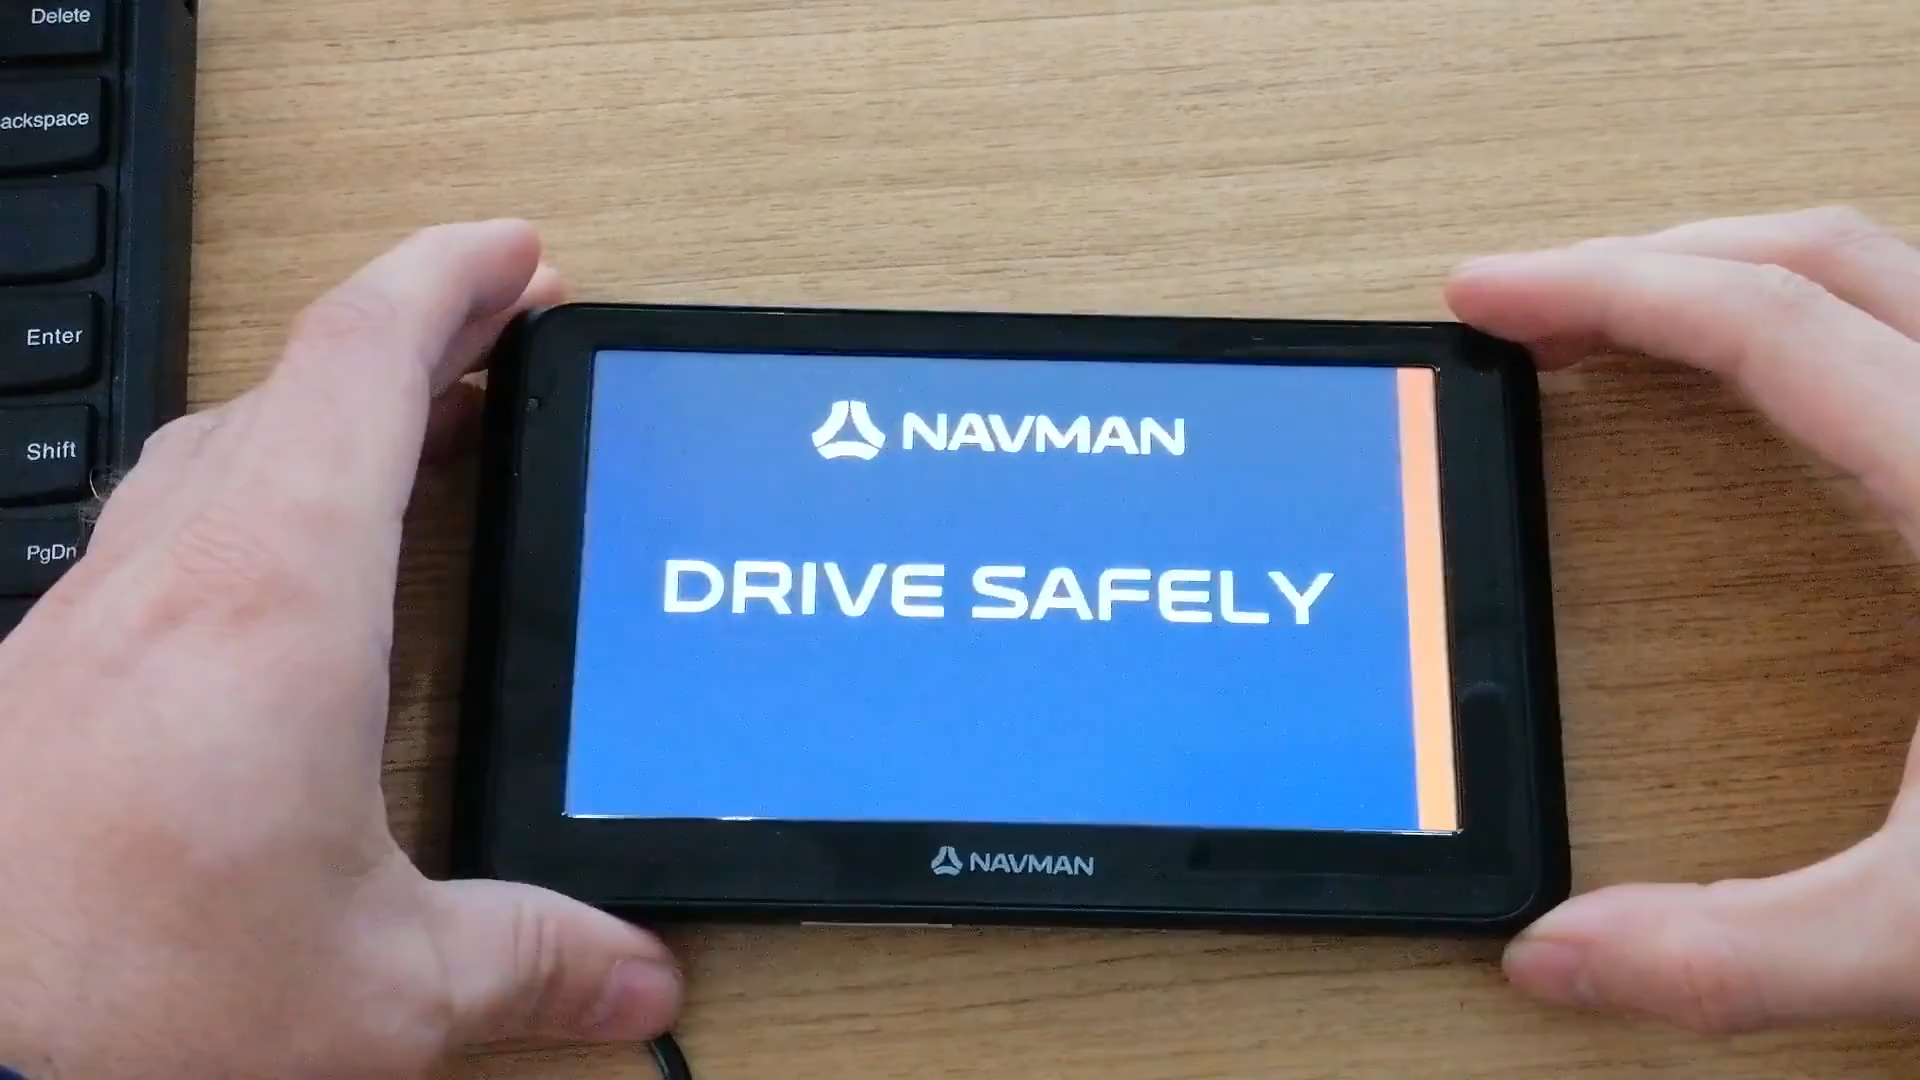 Delete
ackspace
Enter
Shift
PgDn
NAVMAN
DRIVE SAFELY
NAVMAN